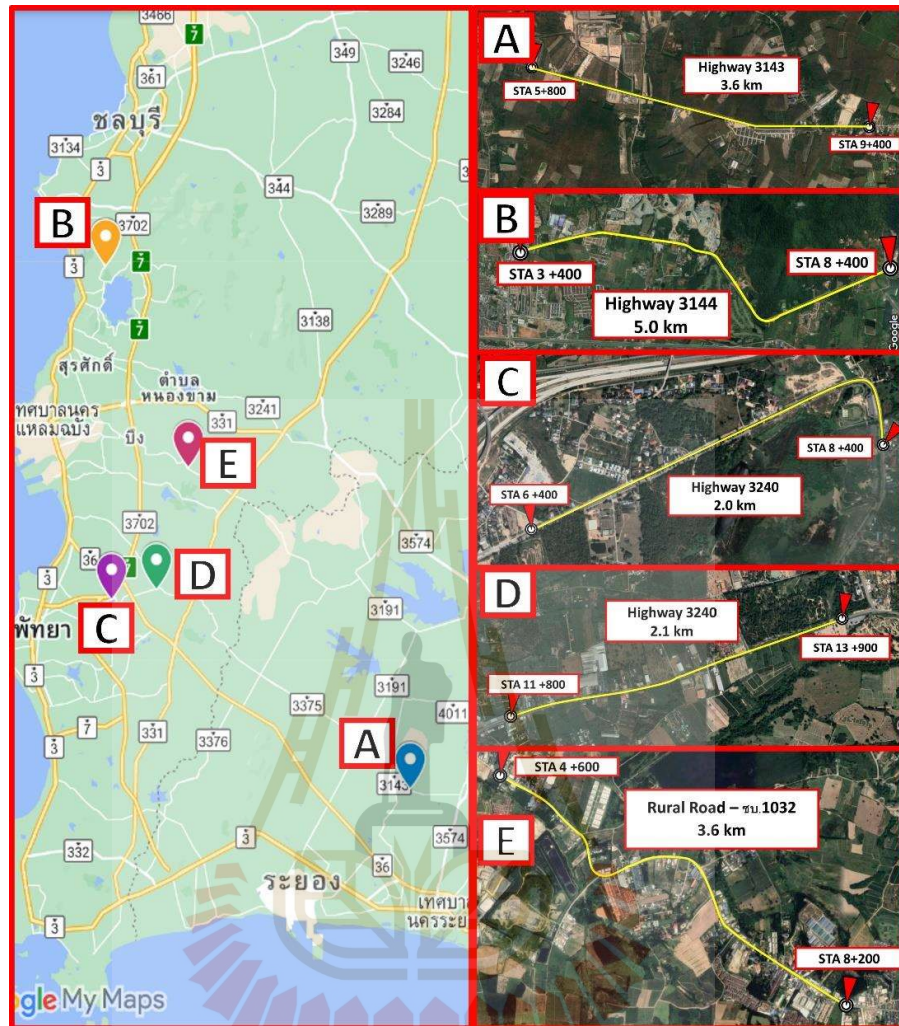 3466
7
349
3246
361
3284
ชลบุรี
3134
3
344
3289
B
3702
3
7
7
3138
สุรศักดิ์
ตำบล
หนองขาม
ทศบาลนคร
แหลมฉบัง
3241
331
บึง
E
3702
3574
36
7
3
D
3191
พัทยา
C
3
3375
3191
7
3
331
3376
4011
A
3143
3
3574
332
36
ระยอง
3
เทศบาล
นครระย
ogle My Maps
A
Highway 3143
3.6 km
STA 5+800
STA 9+400
B
STA 3 +400
STA 8 +400
Highway 3144
5.0 km
Google
C
STA 8 +400
STA 6 +400
Highway 3240
2.0 km
D
Highway 3240
2.1 km
STA 13 +900
STA 11 +800
STA 4 +600
Rural Road – ชบ.1032
3.6 km
E
STA 8+200